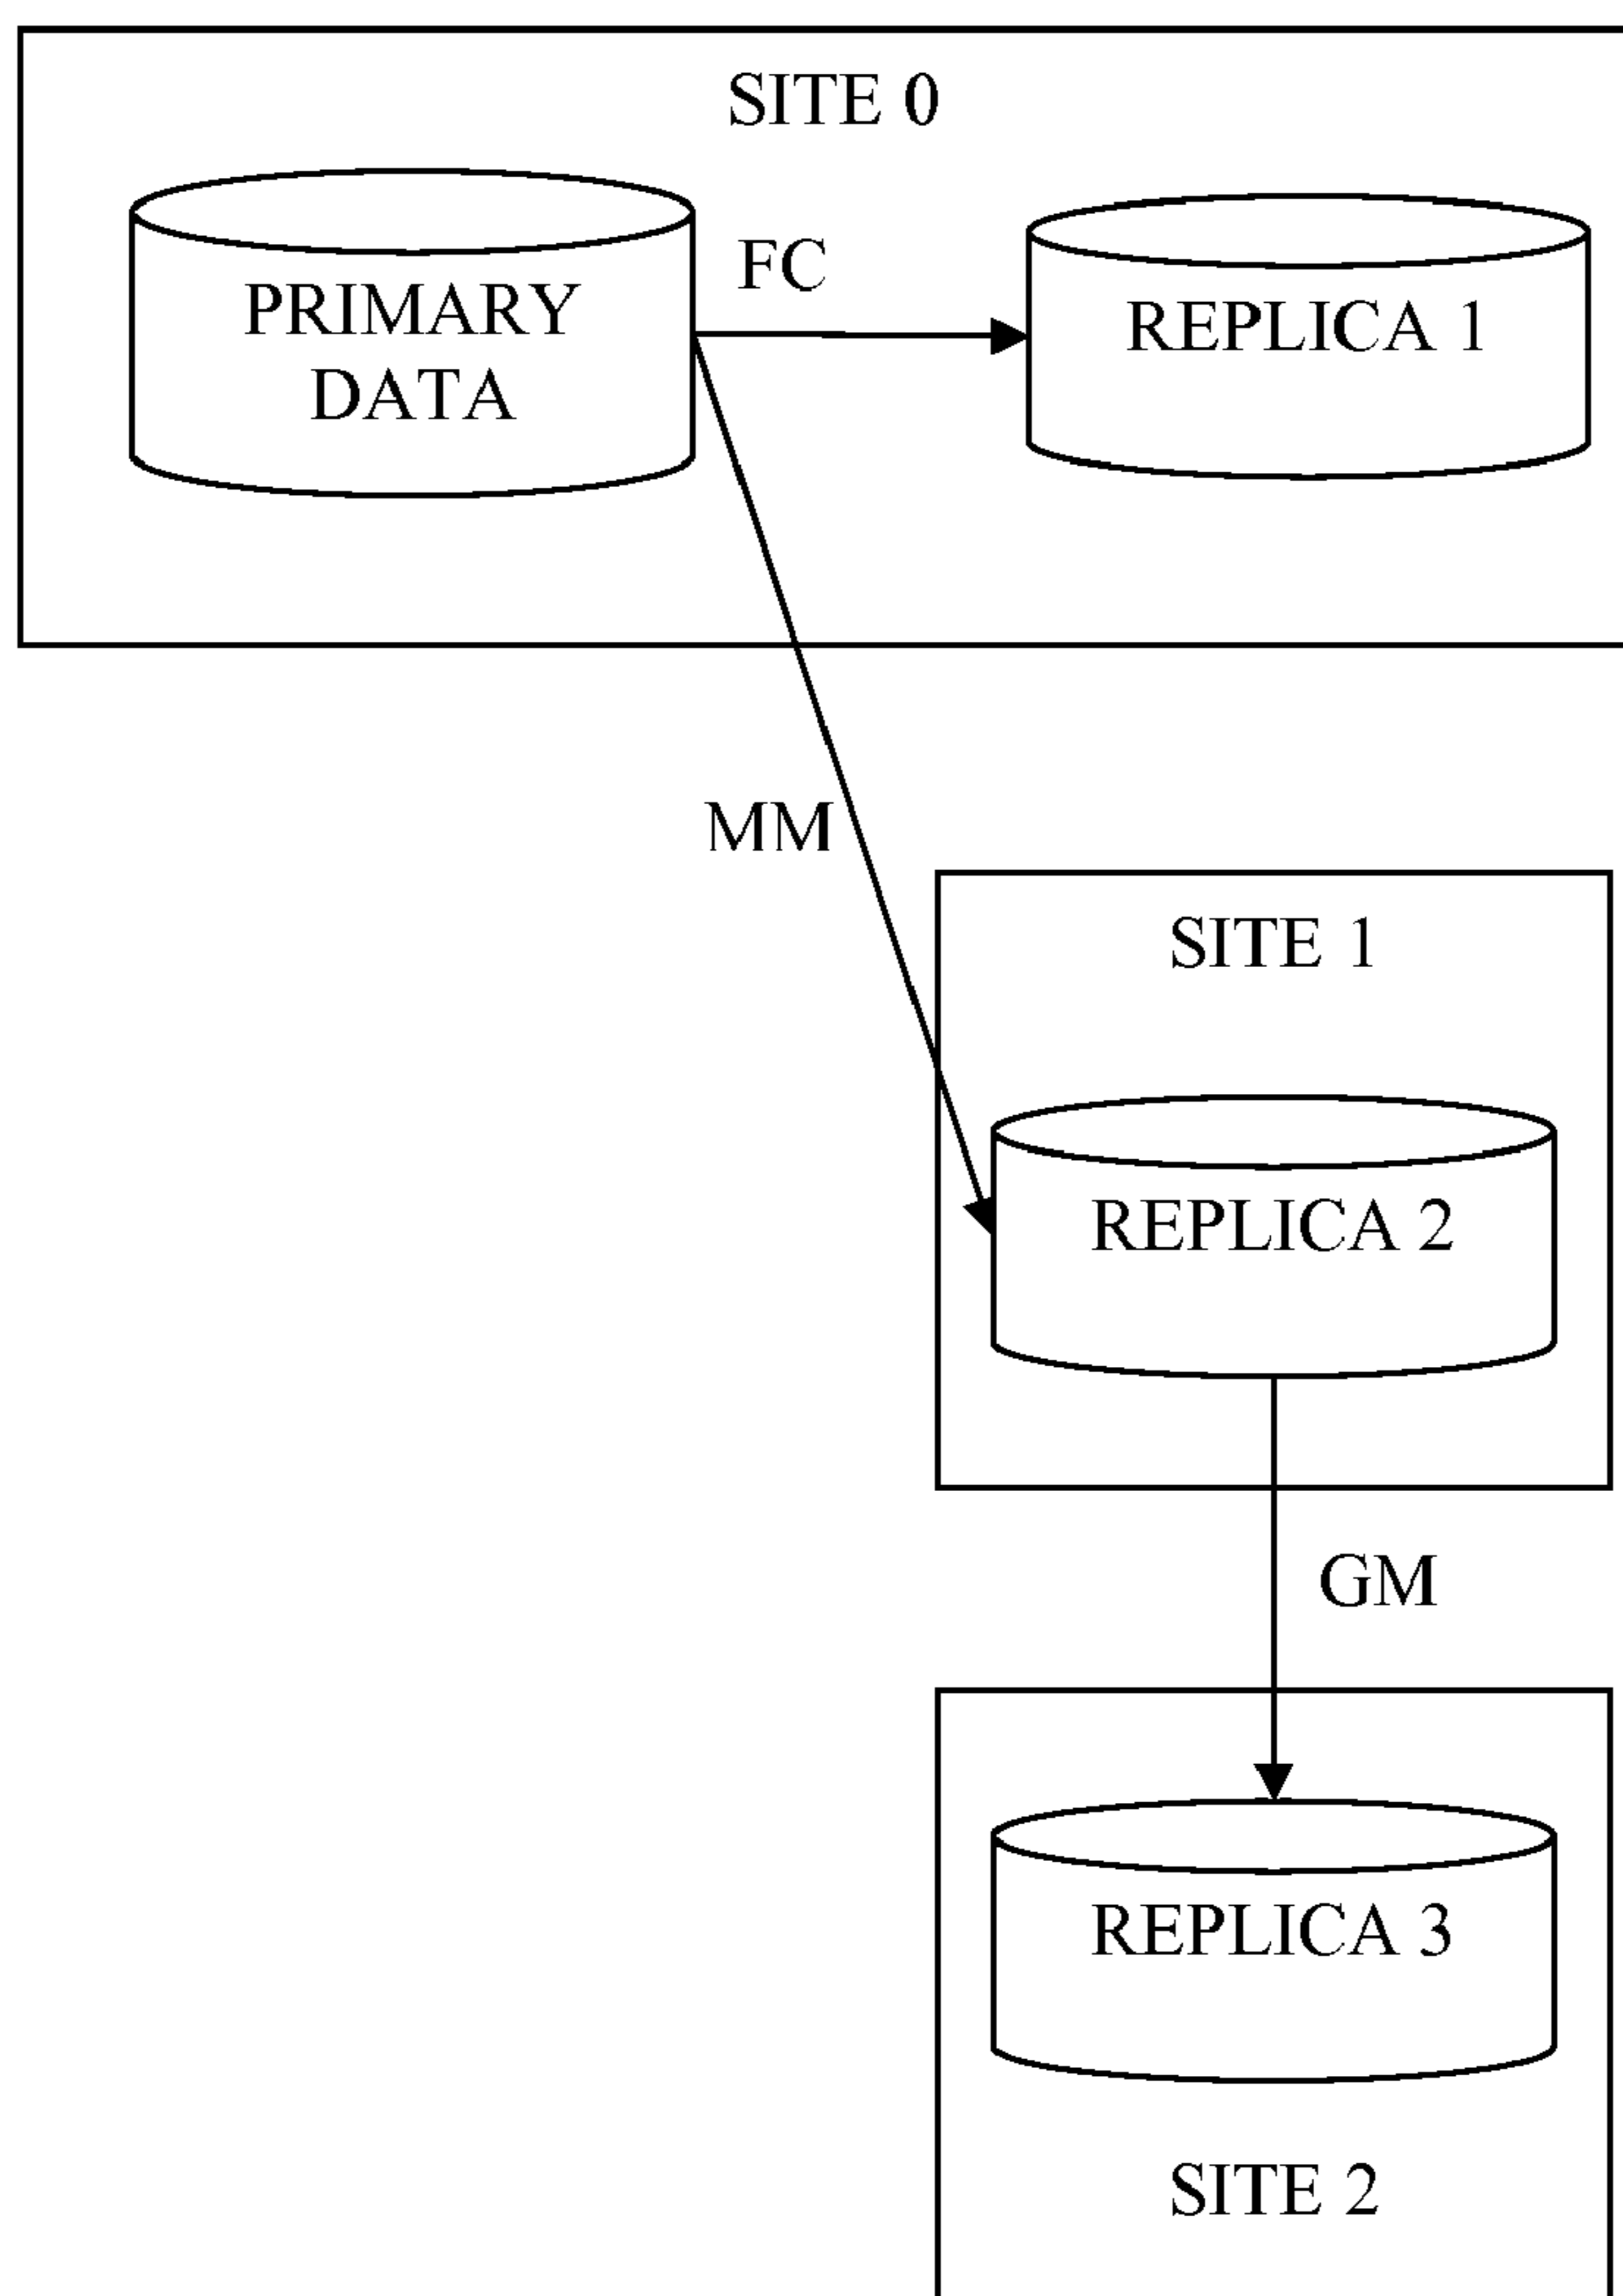 SITE 0
PRIMARY
DATA
FC
REPLICA 1
MM
SITE 1
REPLICA 2
GM
REPLICA 3
SITE 2